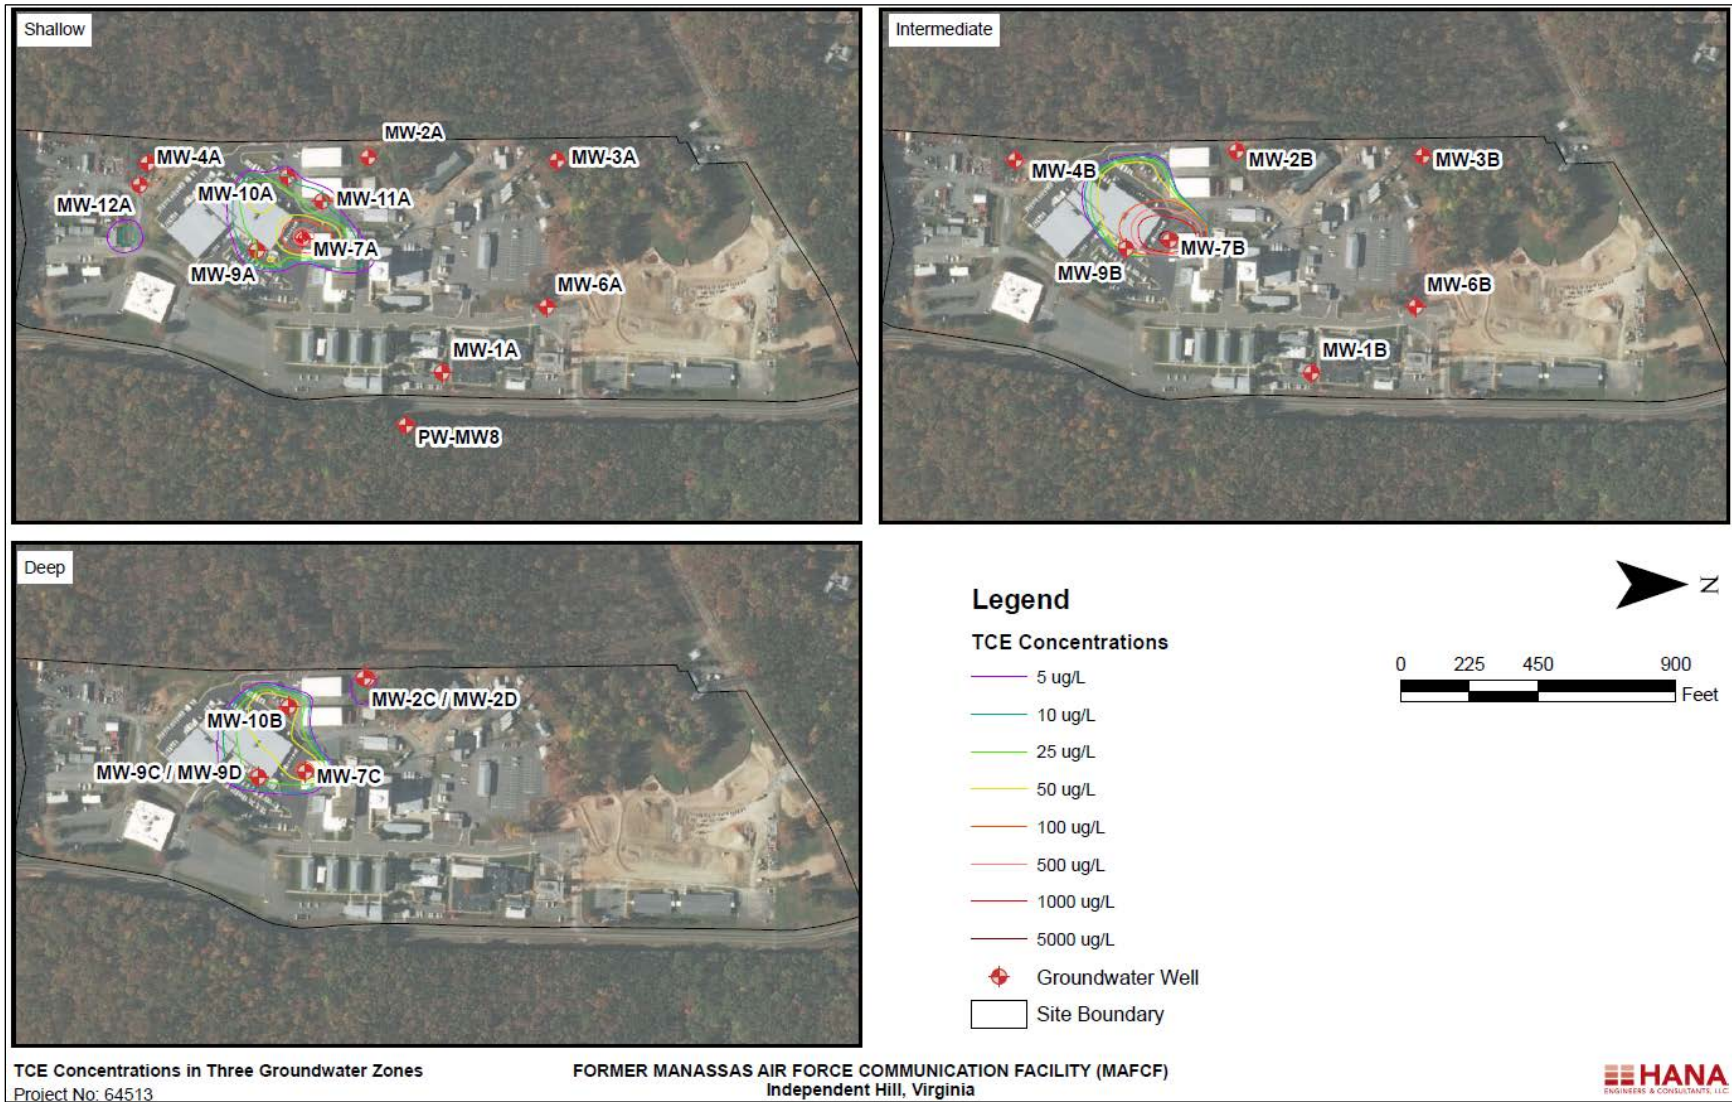 Shallow
MW-2A
MW-4A
MW-3A
MW-10A
MW-11A
MW-12A
MW-7A
MW-9A
MW-6A
MW-1A
PW-MW8
Intermediate
MW-2B
MW-3B
MW-4B
MW-7B
MW-9B
MW-6B
MW-1B
Deep
MW-2C / MW-2D
MW-10B
MW-9C / MW-9D
MW-7C
Legend
TCE Concentrations
5 ug/L
10 ug/L
25 ug/L
50 ug/L
100 ug/L
500 ug/L
1000 ug/L
5000 ug/L
Groundwater Well
Site Boundary
N
0 225 450 900
Feet
TCE Concentrations in Three Groundwater Zones
Project No: 64513
FORMER MANASSAS AIR FORCE COMMUNICATION FACILITY (MAFCF)
Independent Hill, Virginia
HANA
ENGINEERS & CONSULTANTS, LLC